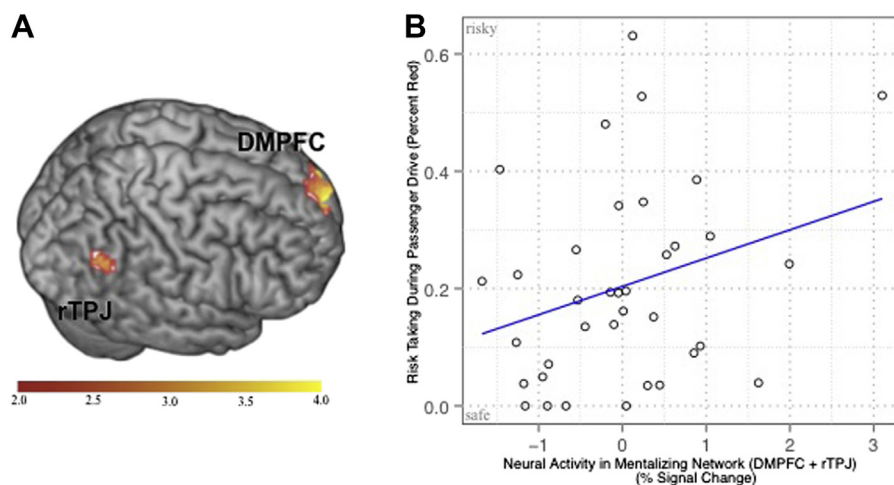 A
DMPFC
rTPJ
2.0 2.5 3.0 3.5 4.0
B
risky
Risk Taking During Passenger Drive (Percent Red)
0.6
0.4
0.2
0.0
safe
−1 0 1 2 3
Neural Activity in Mentalizing Network (DMPFC + rTPJ)
(% Signal Change)